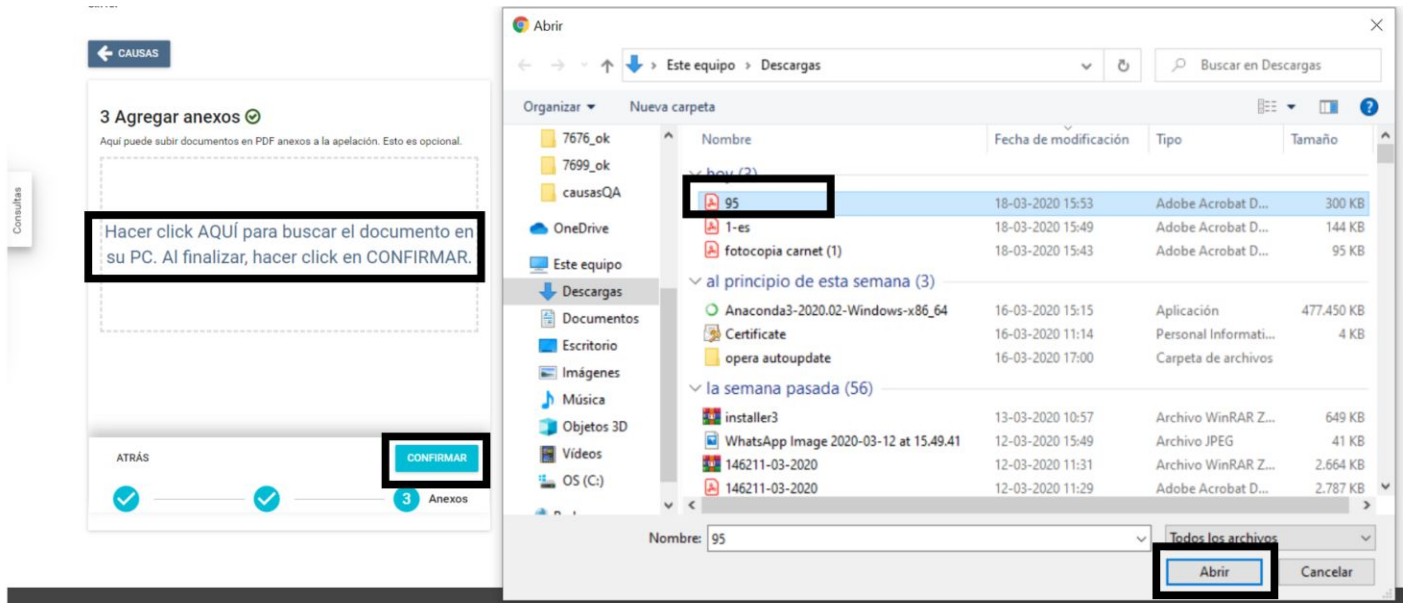 CAUSAS
3 Agregar anexos
Aquí puede subir documentos en PDF anexos a la apelación. Esto es opcional.
Consultas
Hacer click AQUÍ para buscar el documento en
su PC. Al finalizar, hacer click en CONFIRMAR.
ATRÁS
CONFIRMAR
3 Anexos
Abrir
Este equipo > Descargas
Buscar en Descargas
Organizar
Nueva carpeta
7676_ok
7699_ok
causasQA
OneDrive
Este equipo
Descargas
Documentos
Escritorio
Imágenes
Música
Objetos 3D
Vídeos
OS (C:)
Nombre Fecha de modificación Tipo Tamaño
hoy (3)
95 18-03-2020 15:53 Adobe Acrobat D... 300 KB
1-es 18-03-2020 15:49 Adobe Acrobat D... 144 KB
fotocopia carnet (1) 18-03-2020 15:43 Adobe Acrobat D... 95 KB
al principio de esta semana (3)
Anaconda3-2020.02-Windows-x86_64 16-03-2020 15:15 Aplicación 477.450 KB
Certificate 16-03-2020 11:14 Personal Informati... 4 KB
opera autoupdate 16-03-2020 17:00 Carpeta de archivos
la semana pasada (56)
installer3 13-03-2020 10:57 Archivo WinRAR Z... 649 KB
WhatsApp Image 2020-03-12 at 15.49.41 12-03-2020 15:49 Archivo JPEG 41 KB
146211-03-2020 12-03-2020 11:31 Archivo WinRAR Z... 2.664 KB
146211-03-2020 12-03-2020 11:29 Adobe Acrobat D... 2.787 KB
Nombre: 95
Todos los archivos
Abrir
Cancelar